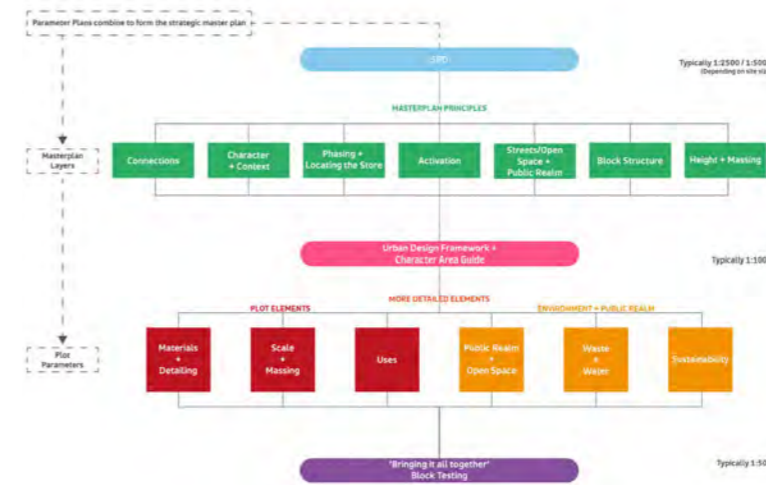 Parameter Plans combine to form the strategic master plan
SPD
Typically 1:2500 / 1:500
(Depending on site siz
MASTERPLAN PRINCIPLES
Masterplan
Layers
Connections
Character
+ Context
Phasing +
Locating the Store
Activation
Streets/Open
Space +
Public Realm
Block Structure
Height + Massing
Urban Design Framework +
Character Area Guide
Typically 1:100
MORE DETAILED ELEMENTS
PLOT ELEMENTS
ENVIRONMENT + PUBLIC REALM
Plot
Parameters
Materials
+
Detailing
Scale
+
Massing
Uses
Public Realm
+
Open Space
Waste
+
Water
Sustainability
'Bringing it all together'
Block Testing
Typically 1:50